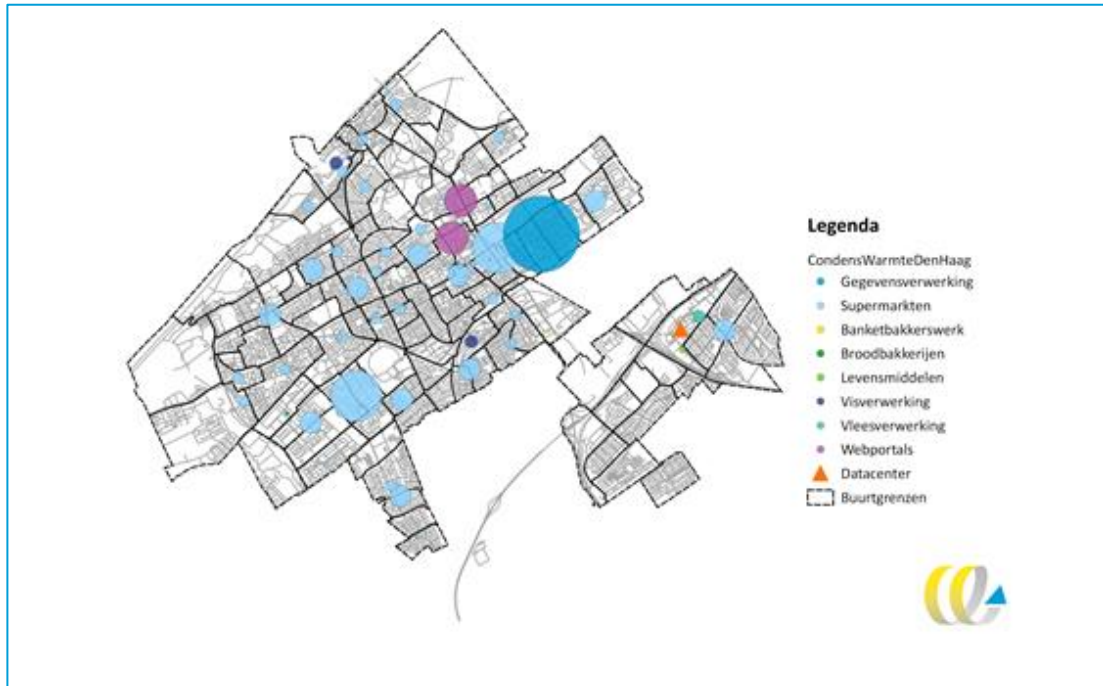 Legenda
CondensWarmteDenHaag
Gegevensverwerking
Supermarkten
Banketbakkerswerk
Broodbakkerijen
Levensmiddelen
Visverwerking
Vleesverwerking
Webportals
Datacenter
Buurtgrenzen